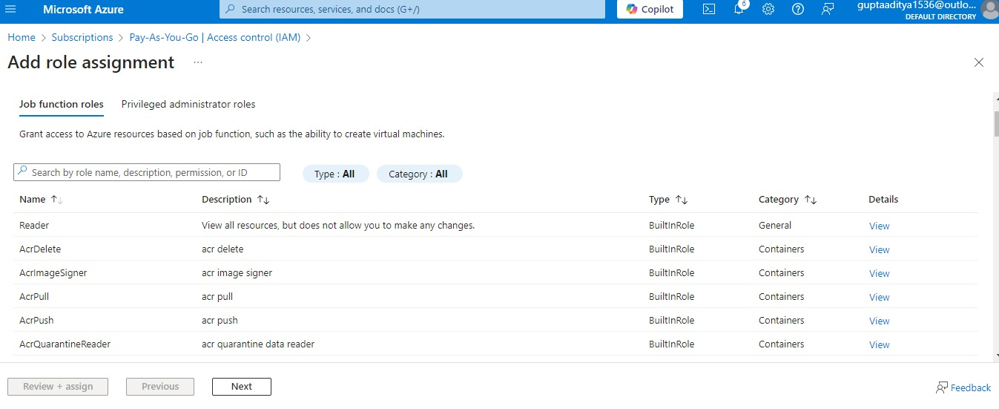 Microsoft Azure
Search resources, services, and docs (G+/)
Copilot
6
guptaaditya1536@outlo...
DEFAULT DIRECTORY
Home > Subscriptions > Pay-As-You-Go | Access control (IAM) >
Add role assignment ...
Job function roles Privileged administrator roles
Grant access to Azure resources based on job function, such as the ability to create virtual machines.
Search by role name, description, permission, or ID Type : All Category : All
Name Description Type Category Details
Reader View all resources, but does not allow you to make any changes. BuiltInRole General View
AcrDelete acr delete BuiltInRole Containers View
AcrImageSigner acr image signer BuiltInRole Containers View
AcrPull acr pull BuiltInRole Containers View
AcrPush acr push BuiltInRole Containers View
AcrQuarantineReader acr quarantine data reader BuiltInRole Containers View
Review + assign Previous Next Feedback